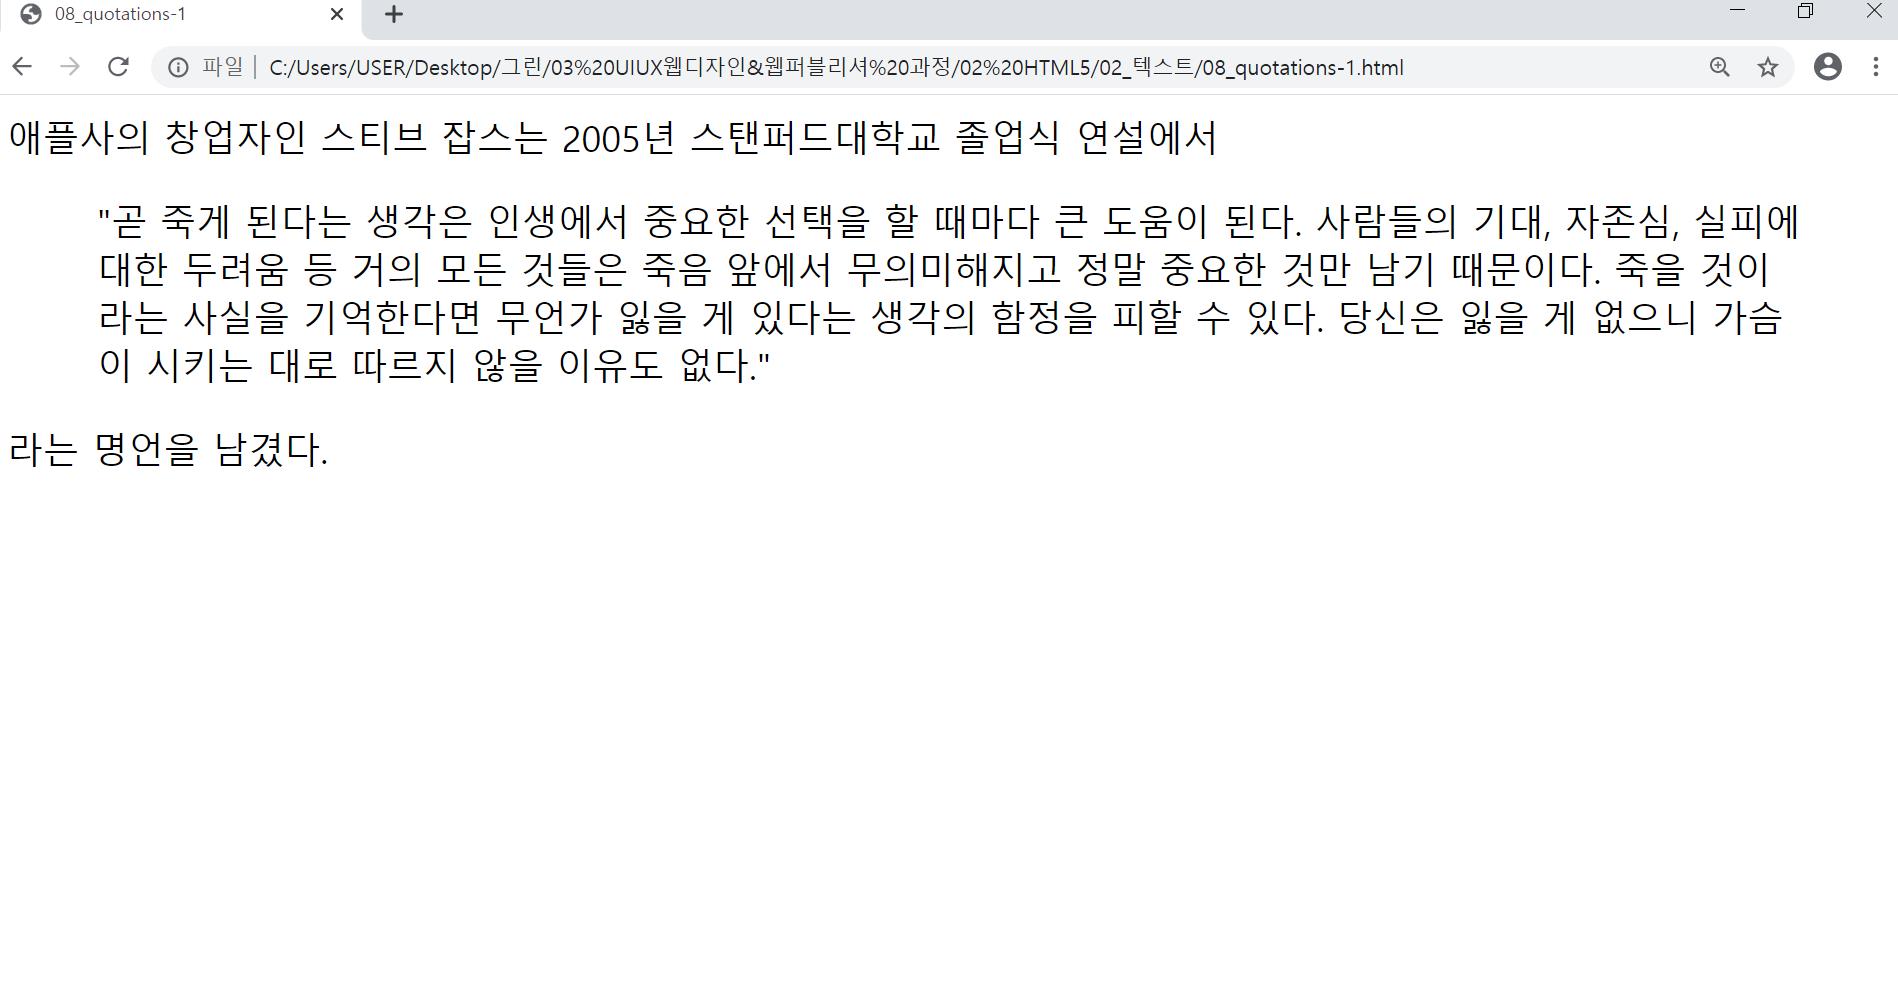 08_quotations-1
파일 C:/Users/USER/Desktop/그린/03%20UIUX웹디자인&웹퍼블리셔%20과정/02%20HTML5/02_텍스트/08_quotations-1.html
애플사의 창업자인 스티브 잡스는 2005년 스탠퍼드대학교 졸업식 연설에서
"곧 죽게 된다는 생각은 인생에서 중요한 선택을 할 때마다 큰 도움이 된다. 사람들의 기대, 자존심, 실피에
대한 두려움 등 거의 모든 것들은 죽음 앞에서 무의미해지고 정말 중요한 것만 남기 때문이다. 죽을 것이
라는 사실을 기억한다면 무언가 잃을 게 있다는 생각의 함정을 피할 수 있다. 당신은 잃을 게 없으니 가슴
이 시키는 대로 따르지 않을 이유도 없다."
라는 명언을 남겼다.